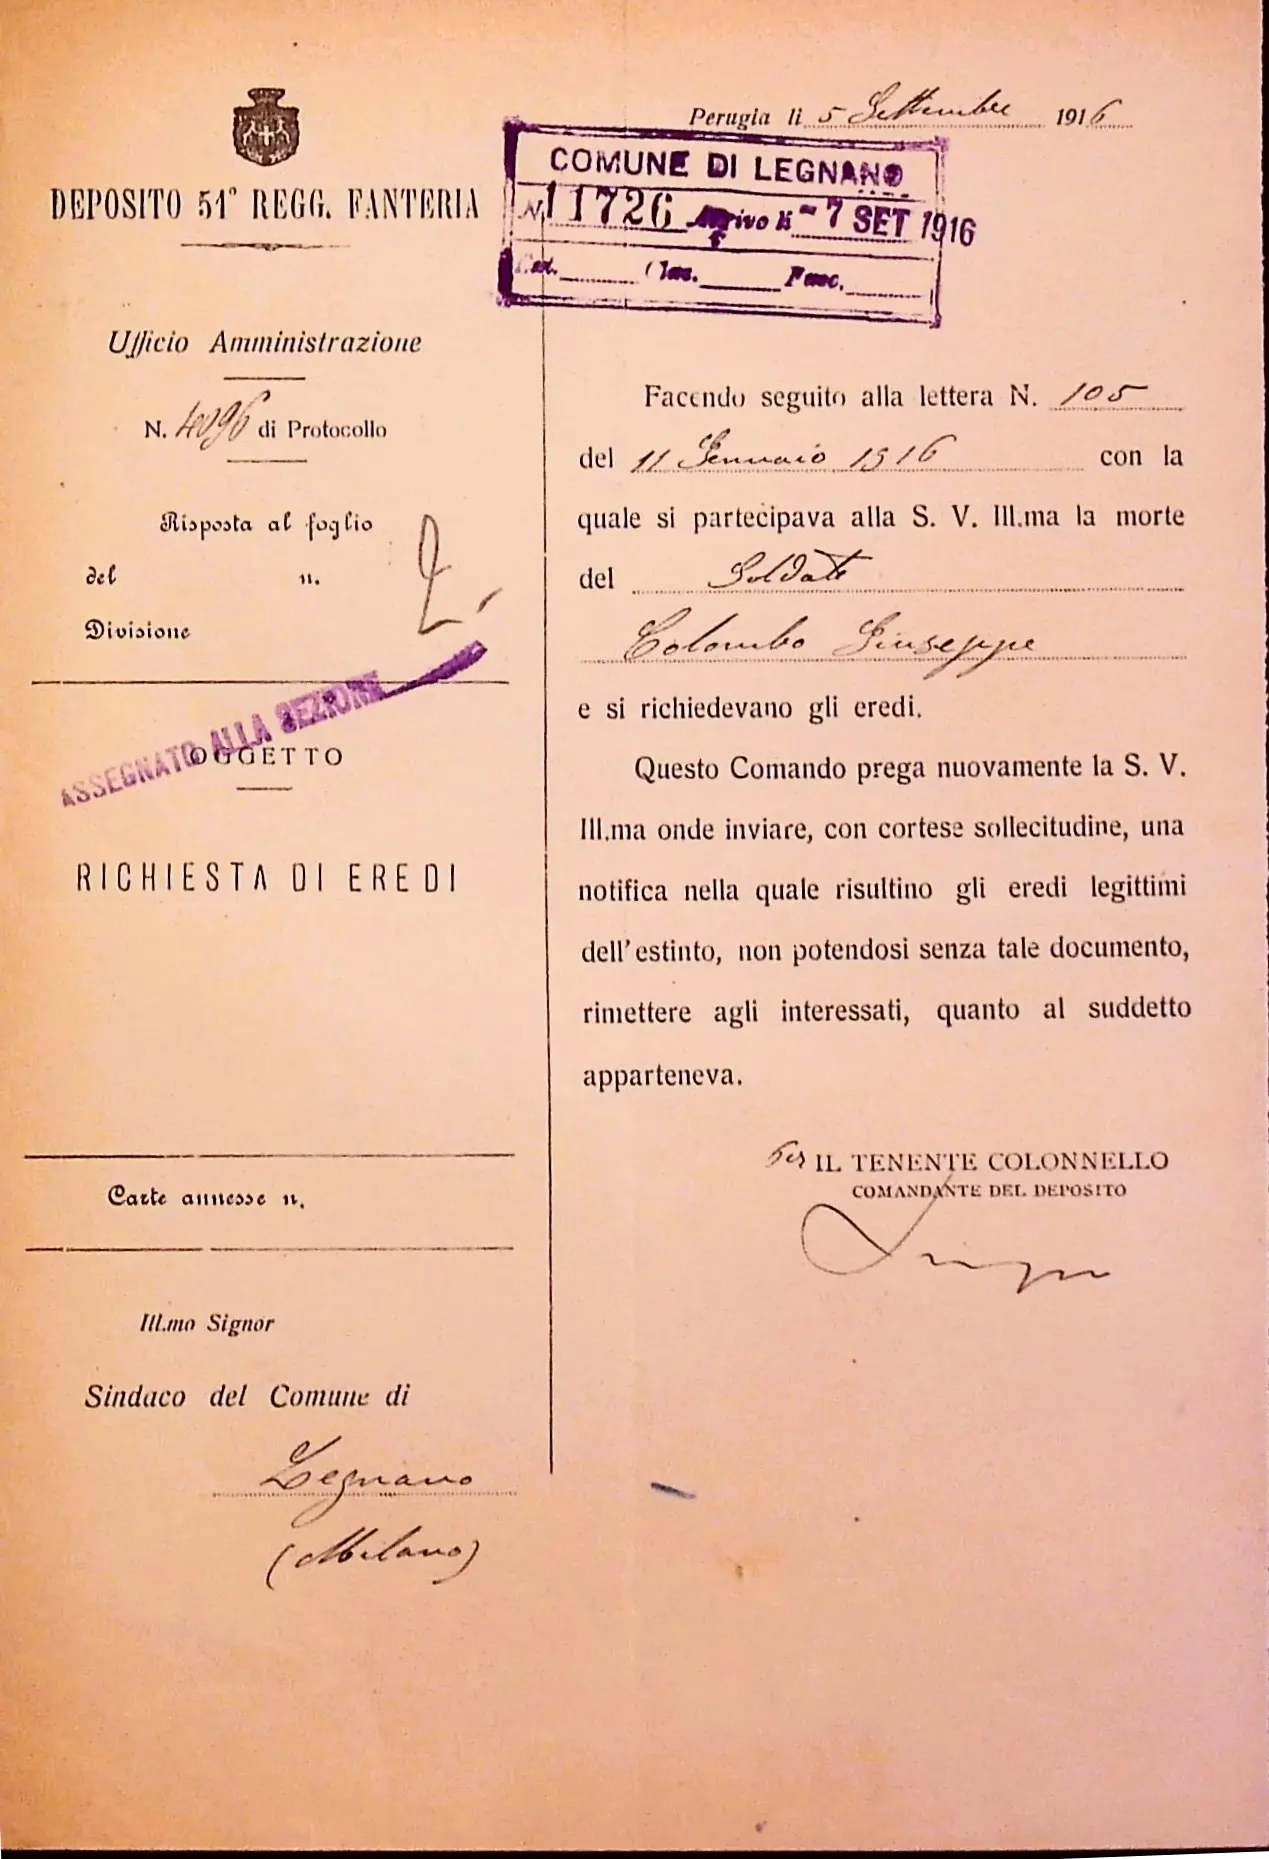 DEPOSITO 51° REGG. FANTERIA
Ufficio Amministrazione
N. 4096 di Protocollo
Risposta al foglio
del n.
Divisione
2
ASSEGNATO ALLA SEZIONE
OGGETTO
RICHIESTA DI EREDI
Carte annesse n.
Ill.mo Signor
Sindaco del Comune di
Legnano
(Milano)
Perugia li 5 Settembre 1916
COMUNE DI LEGNANO
N. 11726 Arrivo li - 7 SET 1916
Cat. Clas. Fasc.
Facendo seguito alla lettera N. 105
del 11 Gennaio 1916 con la
quale si partecipava alla S. V. Ill.ma la morte
del Soldato
Colombo Giuseppe
e si richiedevano gli eredi.
Questo Comando prega nuovamente la S. V.
Ill.ma onde inviare, con cortese sollecitudine, una
notifica nella quale risultino gli eredi legittimi
dell'estinto, non potendosi senza tale documento,
rimettere agli interessati, quanto al suddetto
apparteneva.
IL TENENTE COLONNELLO
COMANDANTE DEL DEPOSITO